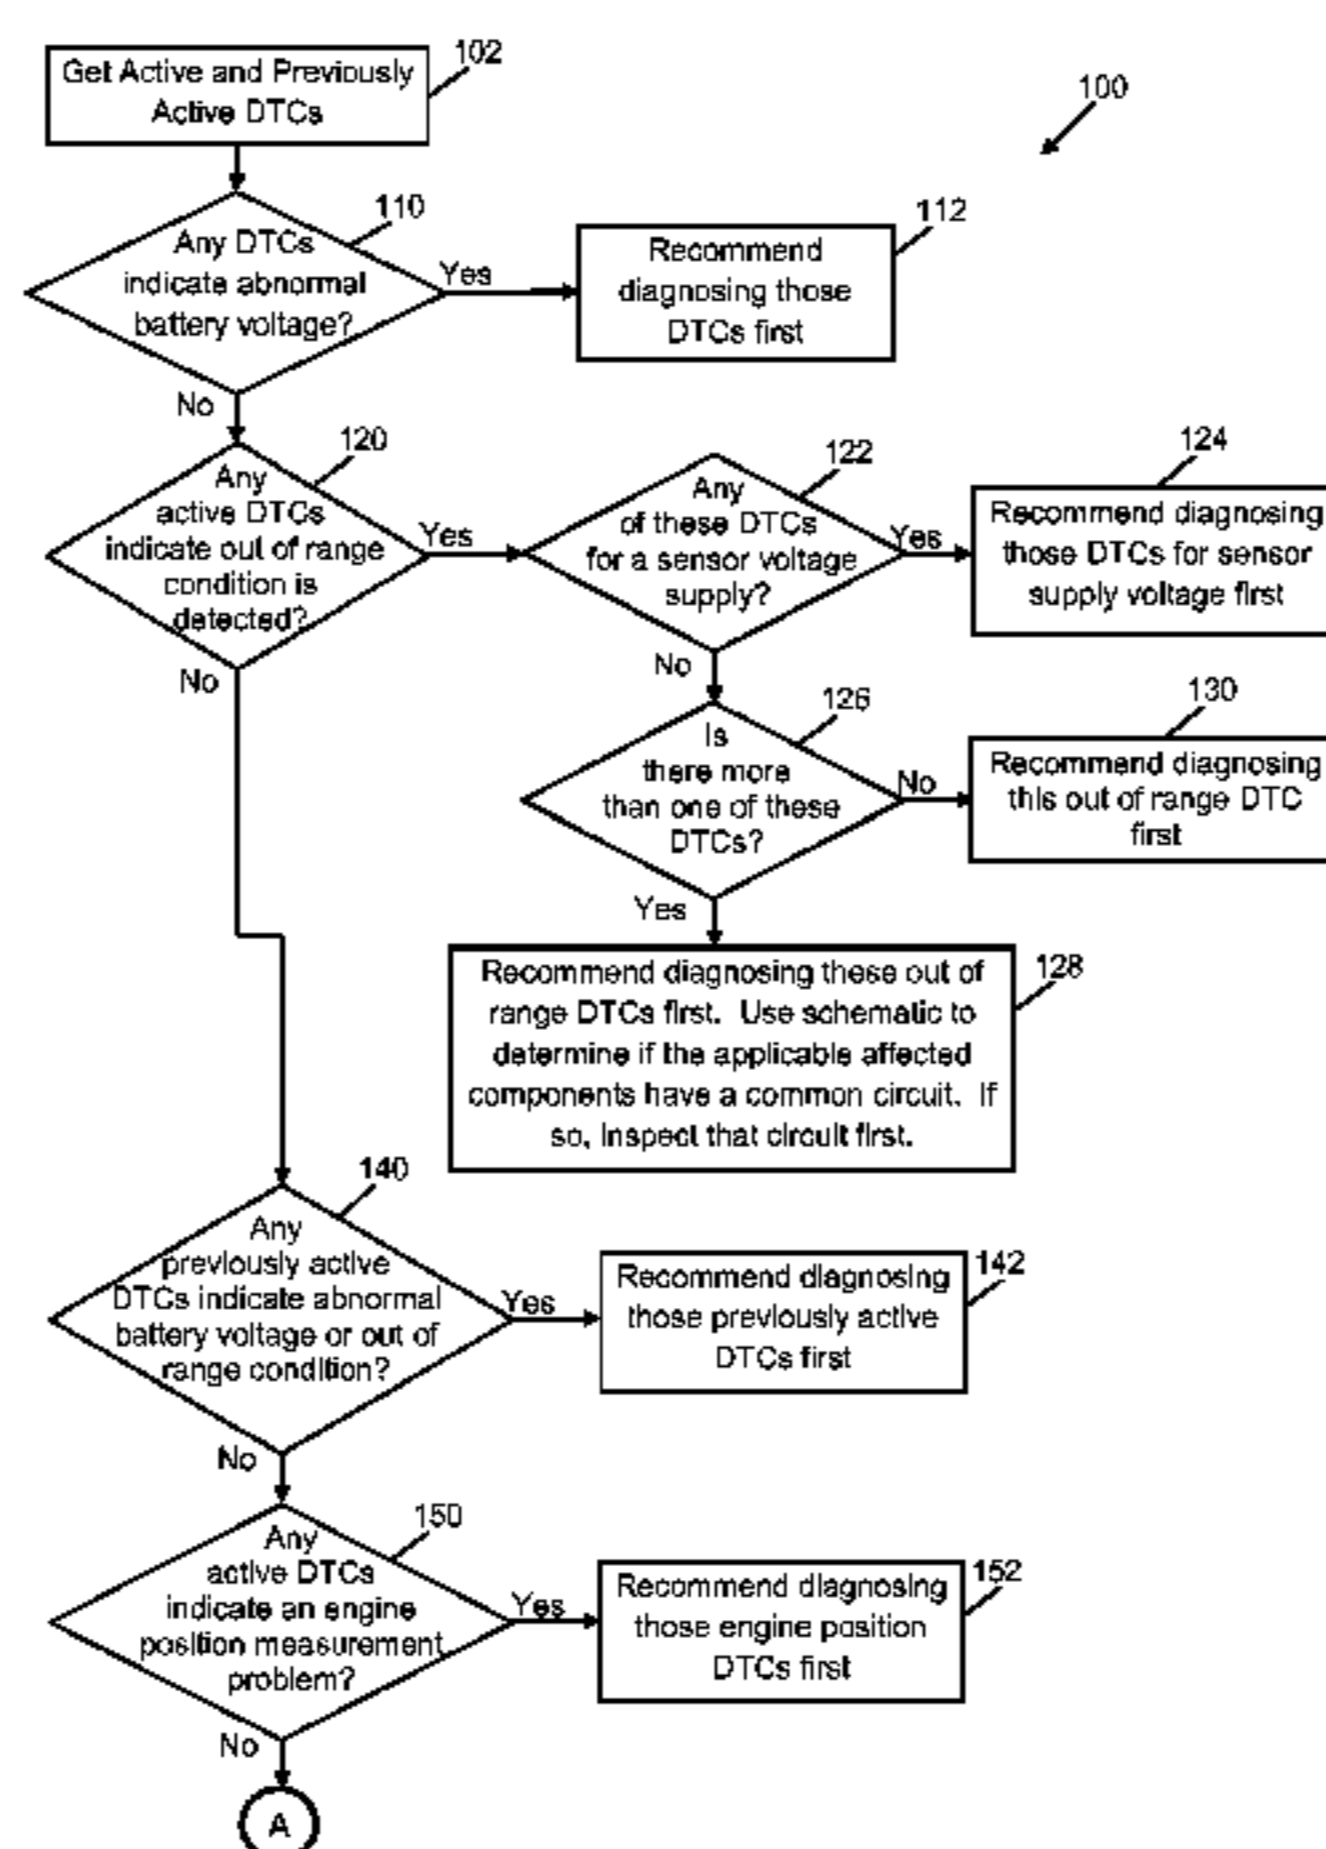 102
Get Active and Previously
Active DTCs
100
110
Any DTCs
indicate abnormal
battery voltage?
Yes
112
Recommend
diagnosing those
DTCs first
No
120
Any
active DTCs
indicate out of range
condition is
detected?
Yes
122
Any
of these DTCs
for a sensor voltage
supply?
Yes
124
Recommend diagnosing
those DTCs for sensor
supply voltage first
No
No
126
Is
there more
than one of these
DTCs?
No
130
Recommend diagnosing
this out of range DTC
first
Yes
128
Recommend diagnosing these out of
range DTCs first. Use schematic to
determine if the applicable affected
components have a common circuit. If
so, inspect that circuit first.
140
Any
previously active
DTCs indicate abnormal
battery voltage or out of
range condition?
Yes
142
Recommend diagnosing
those previously active
DTCs first
No
150
Any
active DTCs
indicate an engine
position measurement
problem?
Yes
152
Recommend diagnosing
those engine position
DTCs first
No
A